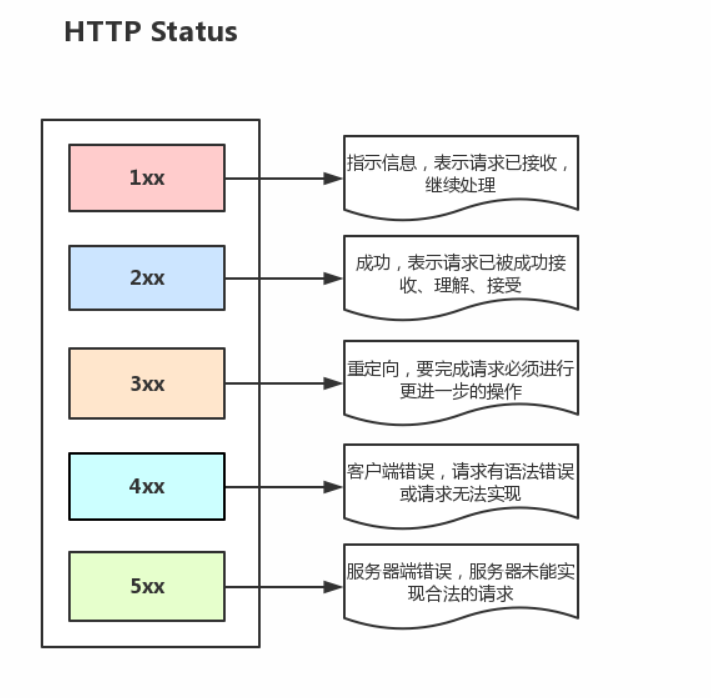 HTTP Status
1xx
指示信息，表示请求已接收，
继续处理
2xx
成功，表示请求已被成功接
收、理解、接受
3xx
重定向，要完成请求必须进行
更进一步的操作
4xx
客户端错误，请求有语法错误
或请求无法实现
5xx
服务器端错误，服务器未能实
现合法的请求